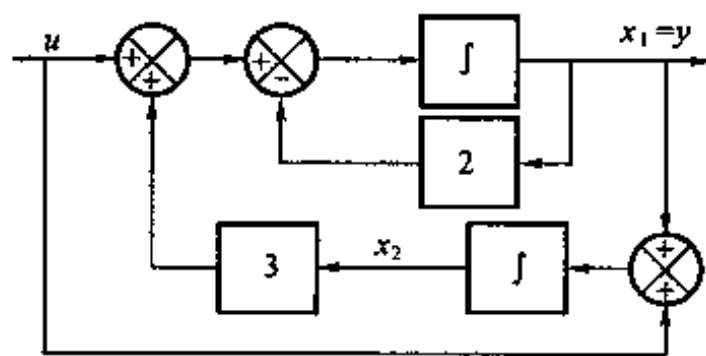 u
+ +
+ -
∫
x₁=y
2
3
x₂
∫
+
+